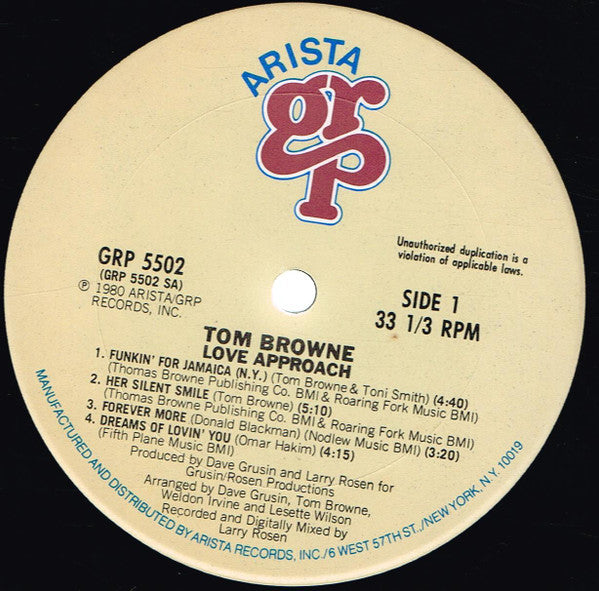 ARISTA
grp
GRP 5502
(GRP 5502 SA)
℗ 1980 ARISTA/GRP
RECORDS, INC.
Unauthorized duplication is a
violation of applicable laws.
SIDE 1
33 1/3 RPM
TOM BROWNE
LOVE APPROACH
1. FUNKIN' FOR JAMAICA (N.Y.) (Tom Browne & Toni Smith) (4:40)
(Thomas Browne Publishing Co. BMI & Roaring Fork Music BMI)
2. HER SILENT SMILE (Tom Browne) (5:10)
(Thomas Browne Publishing Co. BMI & Roaring Fork Music BMI)
3. FOREVER MORE (Donald Blackman) (Nodlew Music BMI) (3:20)
4. DREAMS OF LOVIN' YOU (Omar Hakim) (4:15)
(Fifth Plane Music BMI)
Produced by Dave Grusin and Larry Rosen for
Grusin/Rosen Productions
Arranged by Dave Grusin, Tom Browne,
Weldon Irvine and Lesette Wilson
Recorded and Digitally Mixed by
Larry Rosen
MANUFACTURED AND DISTRIBUTED BY ARISTA RECORDS, INC./6 WEST 57TH ST./NEW YORK, N.Y. 10019